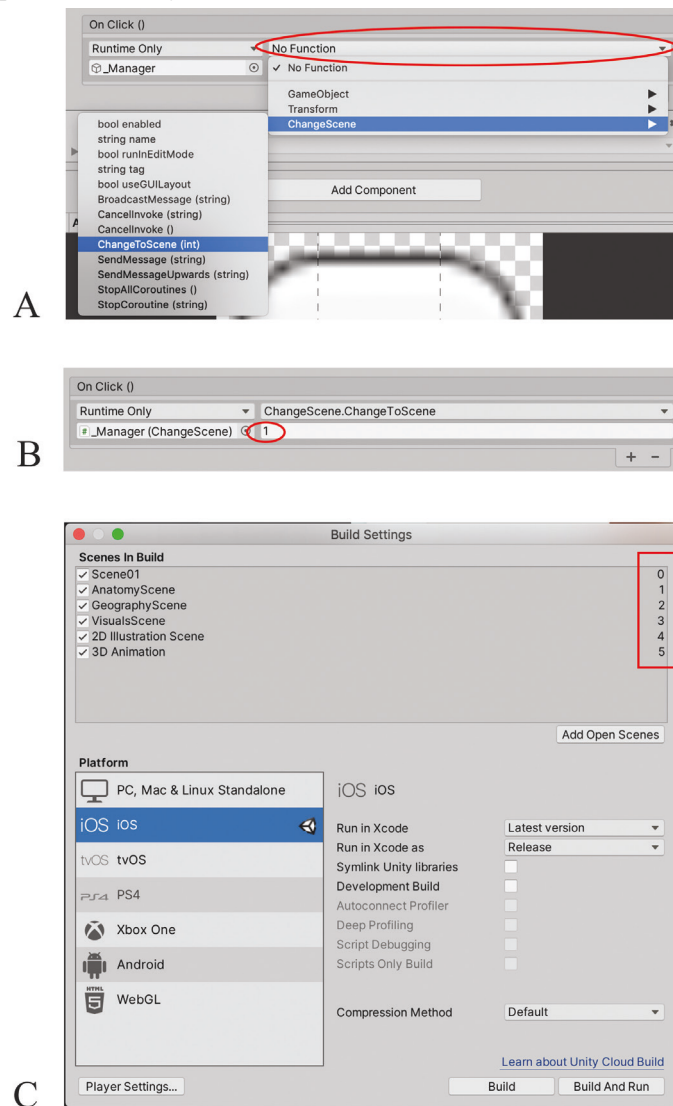 On Click ()
Runtime Only No Function
_Manager ✓ No Function
GameObject
Transform
ChangeScene
bool enabled
string name
bool runInEditMode
string tag
bool useGUILayout
BroadcastMessage (string)
CancelInvoke (string)
CancelInvoke ()
ChangeToScene (int)
SendMessage (string)
SendMessageUpwards (string)
StopAllCoroutines ()
StopCoroutine (string)
Add Component
A
A
On Click ()
Runtime Only ChangeScene.ChangeToScene
# _Manager (ChangeScene) 1
+ −
B
Build Settings
Scenes In Build
✓ Scene01 0
✓ AnatomyScene 1
✓ GeographyScene 2
✓ VisualsScene 3
✓ 2D Illustration Scene 4
✓ 3D Animation 5
Add Open Scenes
Platform
PC, Mac & Linux Standalone
iOS iOS
tvOS tvOS
PS4 PS4
Xbox One
Android
HTML 5 WebGL
iOS iOS
Run in Xcode Latest version
Run in Xcode as Release
Symlink Unity libraries
Development Build
Autoconnect Profiler
Deep Profiling
Script Debugging
Scripts Only Build
Compression Method Default
Learn about Unity Cloud Build
Player Settings... Build Build And Run
C